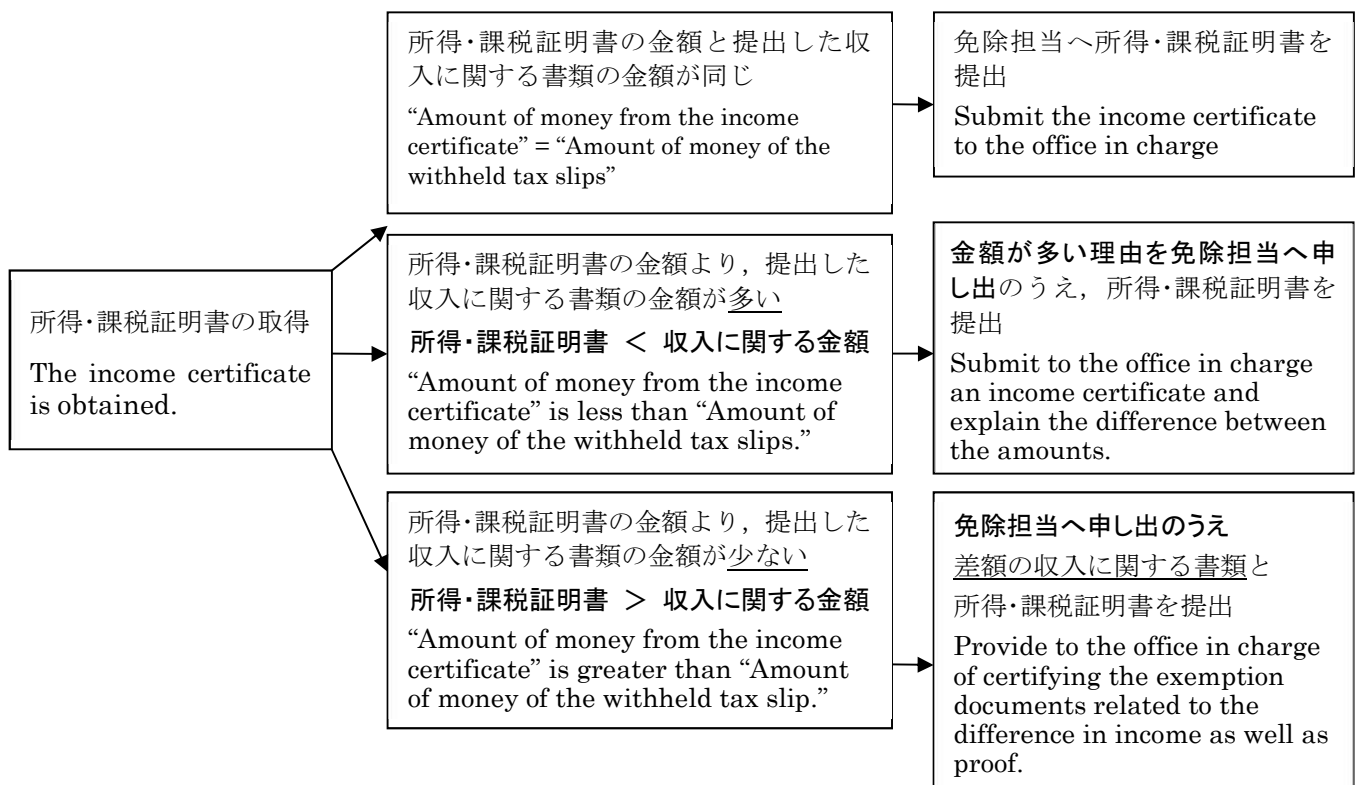 所得・課税証明書の取得
The income certificate
is obtained.
所得・課税証明書の金額と提出した収
入に関する書類の金額が同じ
“Amount of money from the income
certificate” = “Amount of money of the
withheld tax slips”
免除担当へ所得・課税証明書を
提出
Submit the income certificate
to the office in charge
所得・課税証明書の金額より，提出した
収入に関する書類の金額が多い
所得・課税証明書 ＜ 収入に関する金額
“Amount of money from the income
certificate” is less than “Amount of
money of the withheld tax slips.”
金額が多い理由を免除担当へ申
し出のうえ，所得・課税証明書を
提出
Submit to the office in charge
an income certificate and
explain the difference between
the amounts.
所得・課税証明書の金額より，提出した
収入に関する書類の金額が少ない
所得・課税証明書 ＞ 収入に関する金額
“Amount of money from the income
certificate” is greater than “Amount
of money of the withheld tax slip.”
免除担当へ申し出のうえ
差額の収入に関する書類と
所得・課税証明書を提出
Provide to the office in charge
of certifying the exemption
documents related to the
difference in income as well as
proof.